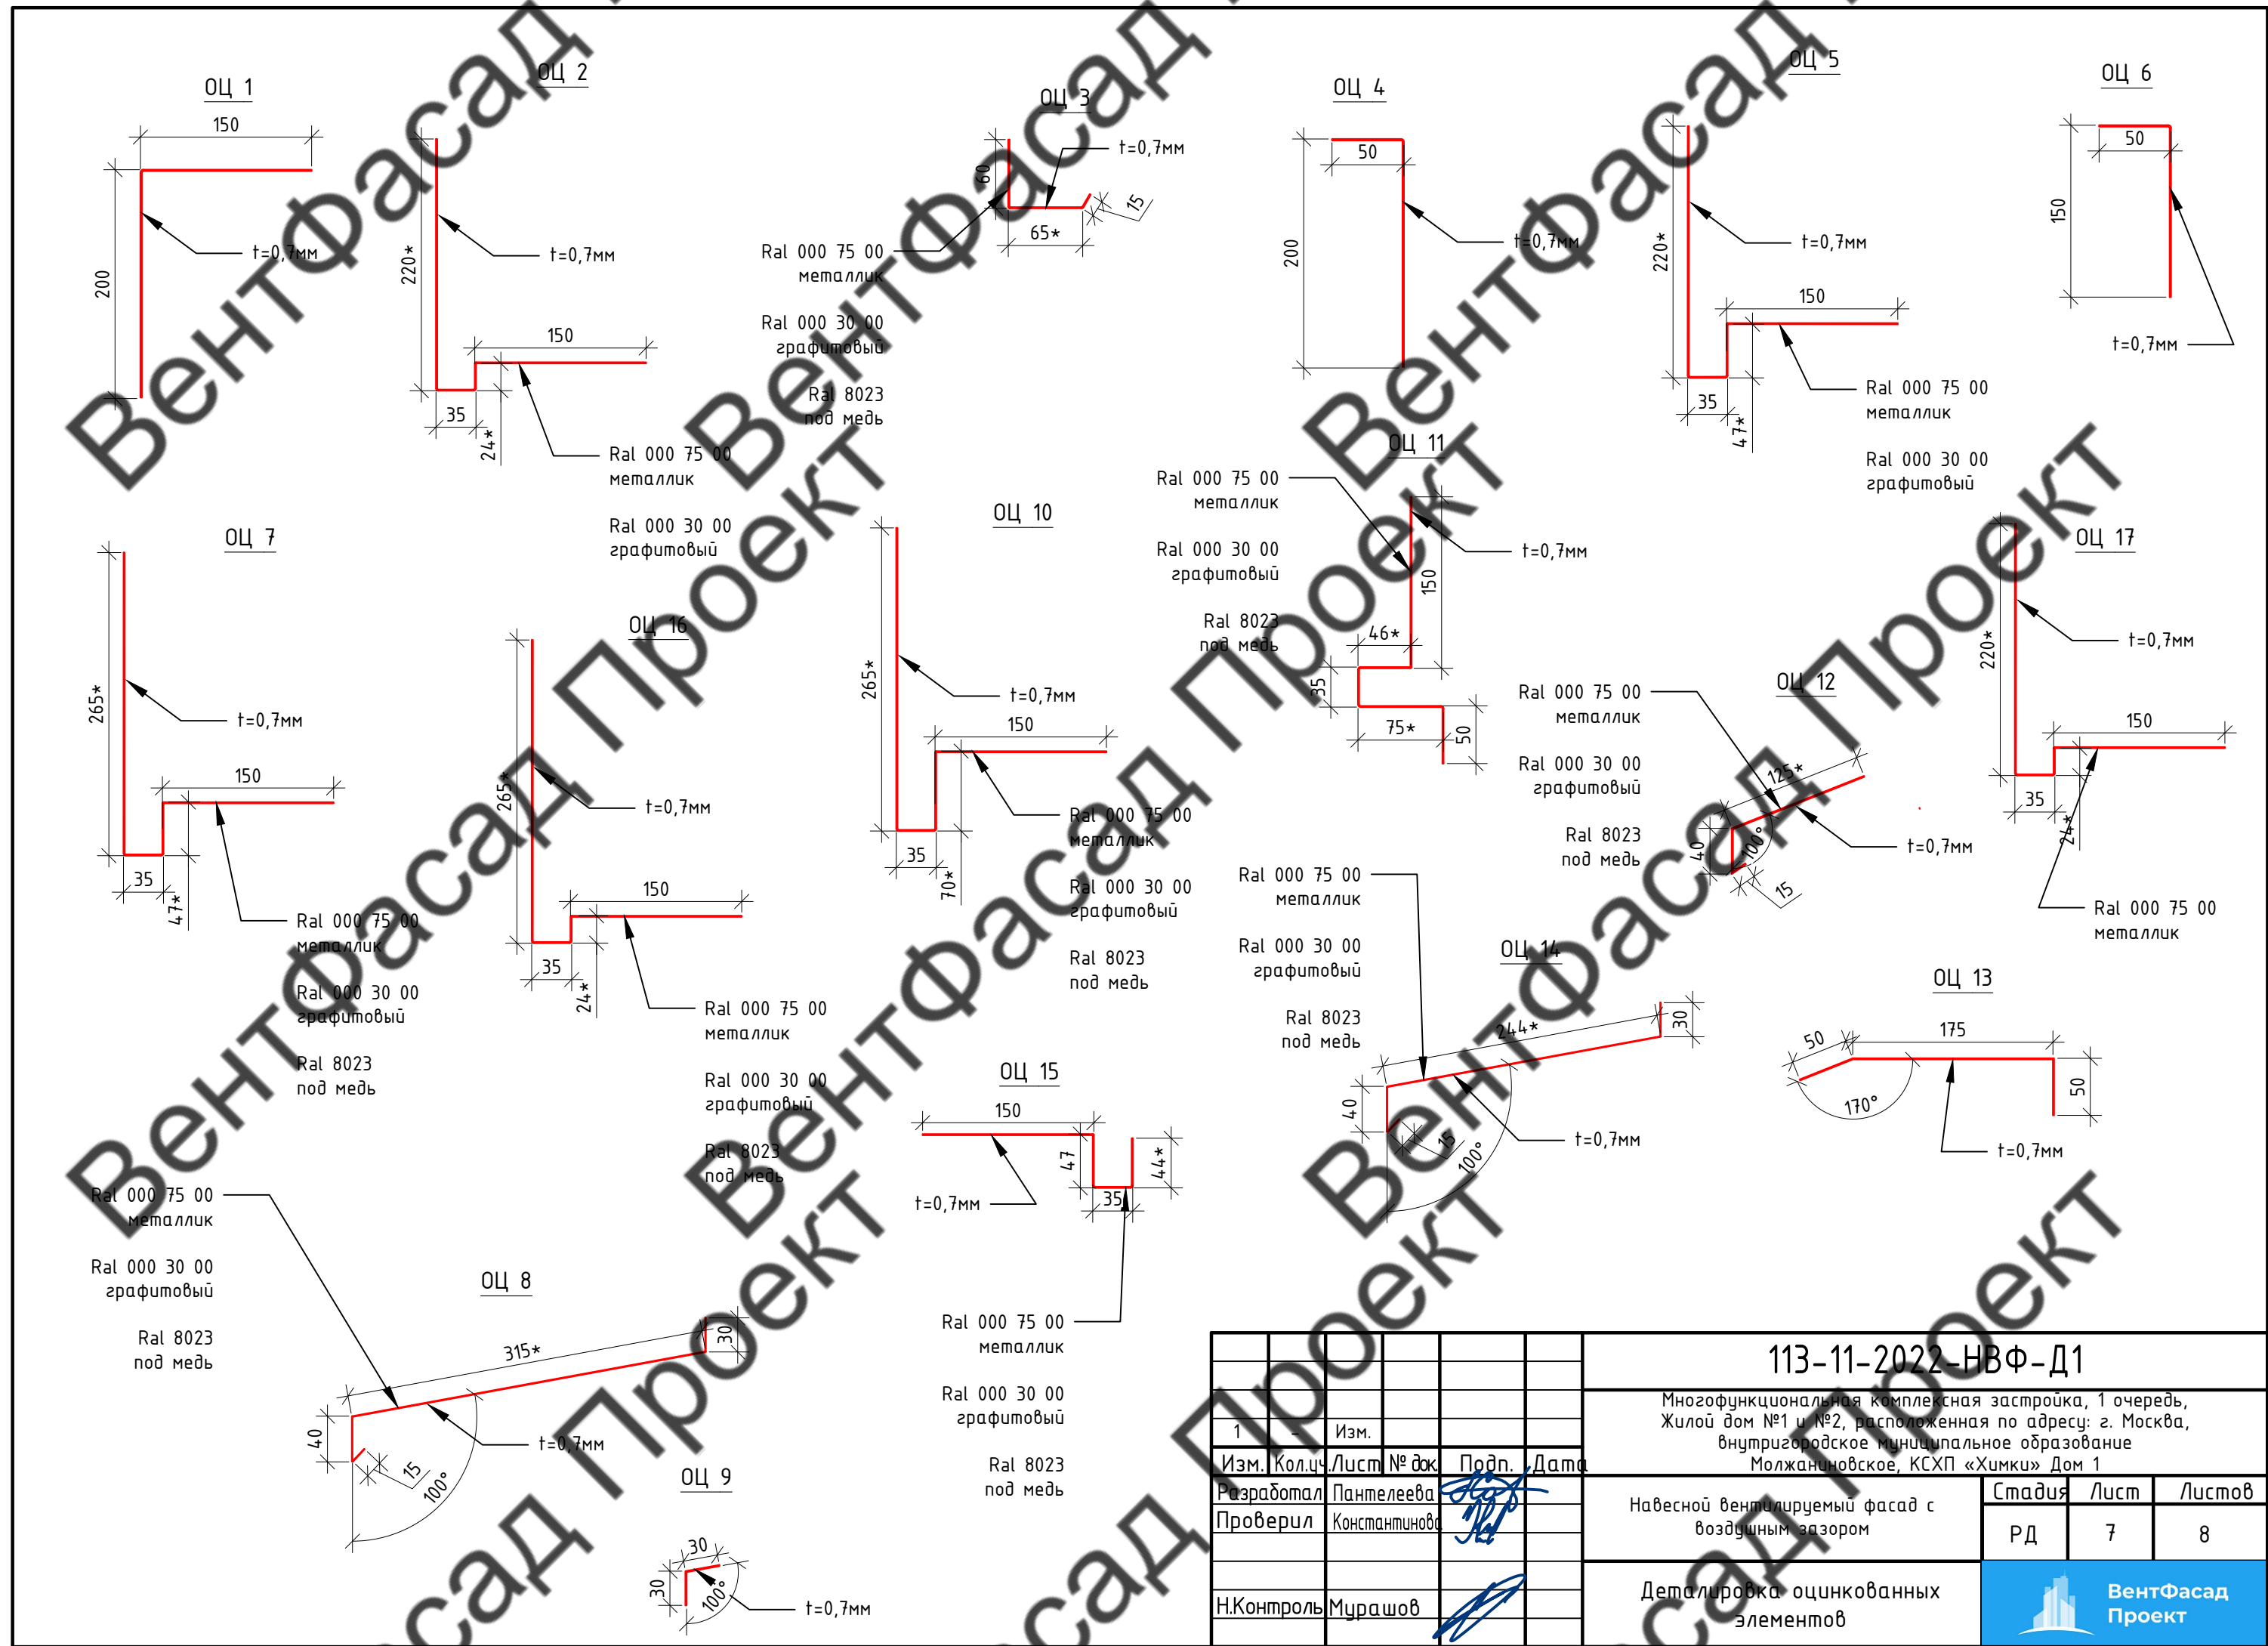 ОЦ 1
150
200
t=0,7мм
ОЦ 2
220*
t=0,7мм
150
35
24*
Ral 000 75 00
металлик
Ral 000 30 00
графитовый
ОЦ 3
60
t=0,7мм
15
65*
Ral 000 75 00
металлик
Ral 000 30 00
графитовый
Ral 8023
под медь
ОЦ 4
50
200
t=0,7мм
ОЦ 5
220*
t=0,7мм
150
35
47*
Ral 000 75 00
металлик
Ral 000 30 00
графитовый
ОЦ 6
50
150
t=0,7мм
ОЦ 7
265*
t=0,7мм
150
35
47*
Ral 000 75 00
металлик
Ral 000 30 00
графитовый
Ral 8023
под медь
ОЦ 16
265*
t=0,7мм
150
35
24*
Ral 000 75 00
металлик
Ral 000 30 00
графитовый
Ral 8023
под медь
ОЦ 10
265*
t=0,7мм
150
35
70*
Ral 000 75 00
металлик
Ral 000 30 00
графитовый
Ral 8023
под медь
ОЦ 11
Ral 000 75 00
металлик
Ral 000 30 00
графитовый
Ral 8023
под медь
t=0,7мм
150
46*
35
75*
50
ОЦ 12
Ral 000 75 00
металлик
Ral 000 30 00
графитовый
Ral 8023
под медь
125*
40
100°
15
t=0,7мм
ОЦ 17
220*
t=0,7мм
150
35
24*
Ral 000 75 00
металлик
ОЦ 14
Ral 000 75 00
металлик
Ral 000 30 00
графитовый
Ral 8023
под медь
244*
30
40
15
100°
t=0,7мм
ОЦ 13
50
175
50
170°
t=0,7мм
ОЦ 15
150
47
44*
35
t=0,7мм
Ral 000 75 00
металлик
Ral 000 30 00
графитовый
Ral 8023
под медь
ОЦ 8
Ral 000 75 00
металлик
Ral 000 30 00
графитовый
Ral 8023
под медь
315*
30
40
15
100°
t=0,7мм
ОЦ 9
30
30
100°
t=0,7мм
113-11-2022-НВФ-Д1
Многофункциональная комплексная застройка, 1 очередь,
Жилой дом №1 и №2, расположенная по адресу: г. Москва,
внутригородское муниципальное образование
Молжаниновское, КСХП «Химки» Дом 1
1 - Изм.
Изм. Кол.уч. Лист № док. Подп. Дата
Разработал Пантелеева
Проверил Константинова
Н.Контроль Мурашов
Навесной вентилируемый фасад с
воздушным зазором
Стадия Лист Листов
РД 7 8
Деталировка оцинкованных
элементов
ВентФасад
Проект
ВентФасад Проект
ВентФасад Проект
ВентФасад Проект
ВентФасад Проект
ВентФасад Проект
ВентФасад Проект